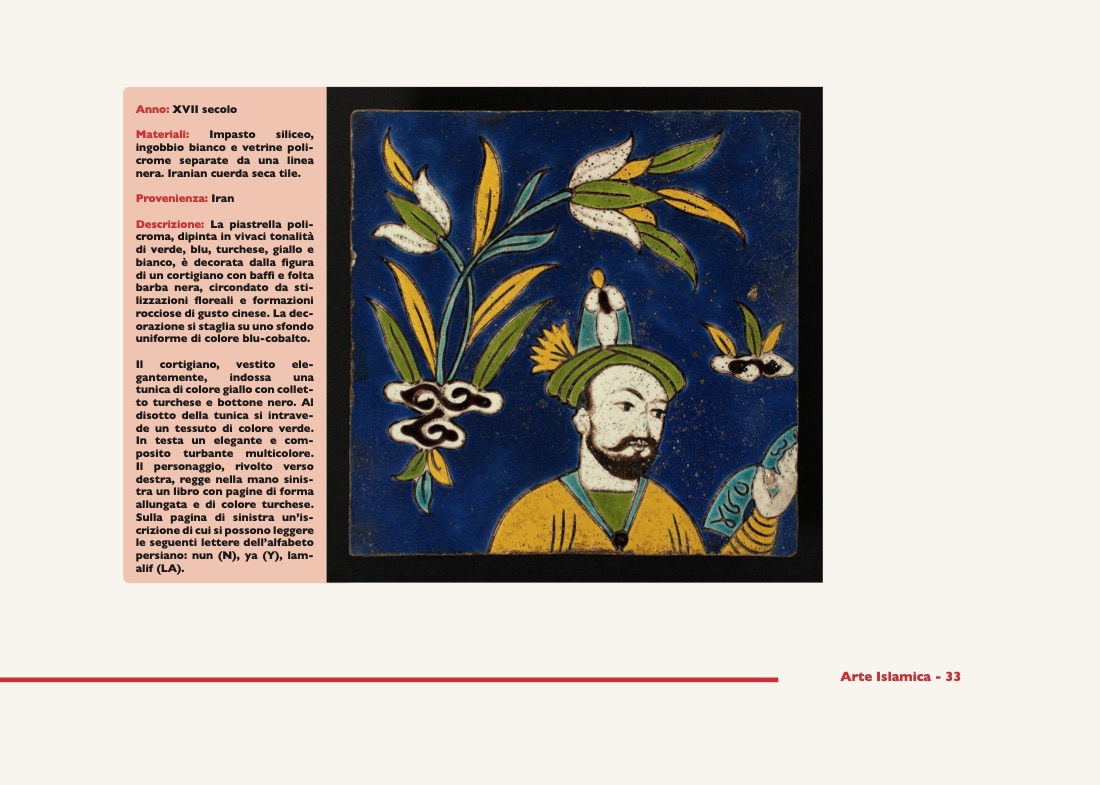 Anno: XVII secolo
Materiali: Impasto siliceo,
ingobbio bianco e vetrine poli-
crome separate da una linea
nera. Iranian cuerda seca tile.
Provenienza: Iran
Descrizione: La piastrella poli-
croma, dipinta in vivaci tonalità
di verde, blu, turchese, giallo e
bianco, è decorata dalla figura
di un cortigiano con baffi e folta
barba nera, circondato da sti-
lizzazioni floreali e formazioni
rocciose di gusto cinese. La dec-
orazione si staglia su uno sfondo
uniforme di colore blu-cobalto.
Il cortigiano, vestito ele-
gantemente, indossa una
tunica di colore giallo con collet-
to turchese e bottone nero. Al
disotto della tunica si intrave-
de un tessuto di colore verde.
In testa un elegante e com-
posito turbante multicolore.
Il personaggio, rivolto verso
destra, regge nella mano sinis-
tra un libro con pagine di forma
allungata e di colore turchese.
Sulla pagina di sinistra un'is-
crizione di cui si possono leggere
le seguenti lettere dell'alfabeto
persiano: nun (N), ya (Y), lam-
alif (LA).
Arte Islamica - 33